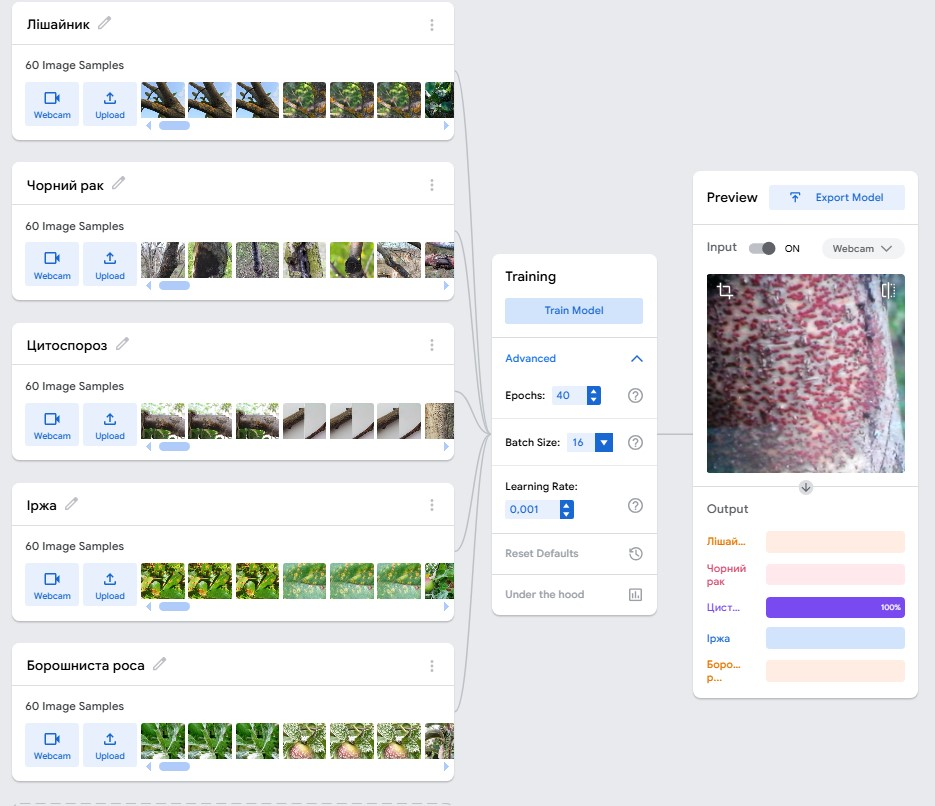 Лішайник
60 Image Samples
Webcam
Upload
Чорний рак
60 Image Samples
Webcam
Upload
Цитоспороз
60 Image Samples
Webcam
Upload
Іржа
60 Image Samples
Webcam
Upload
Борошниста роса
60 Image Samples
Webcam
Upload
Training
Train Model
Advanced
Epochs: 40
Batch Size: 16
Learning Rate:
0,001
Reset Defaults
Under the hood
Preview
Export Model
Input ON Webcam
Output
Лішай...
Чорний
рак
Цист... 100%
Іржа
Боро...
р...